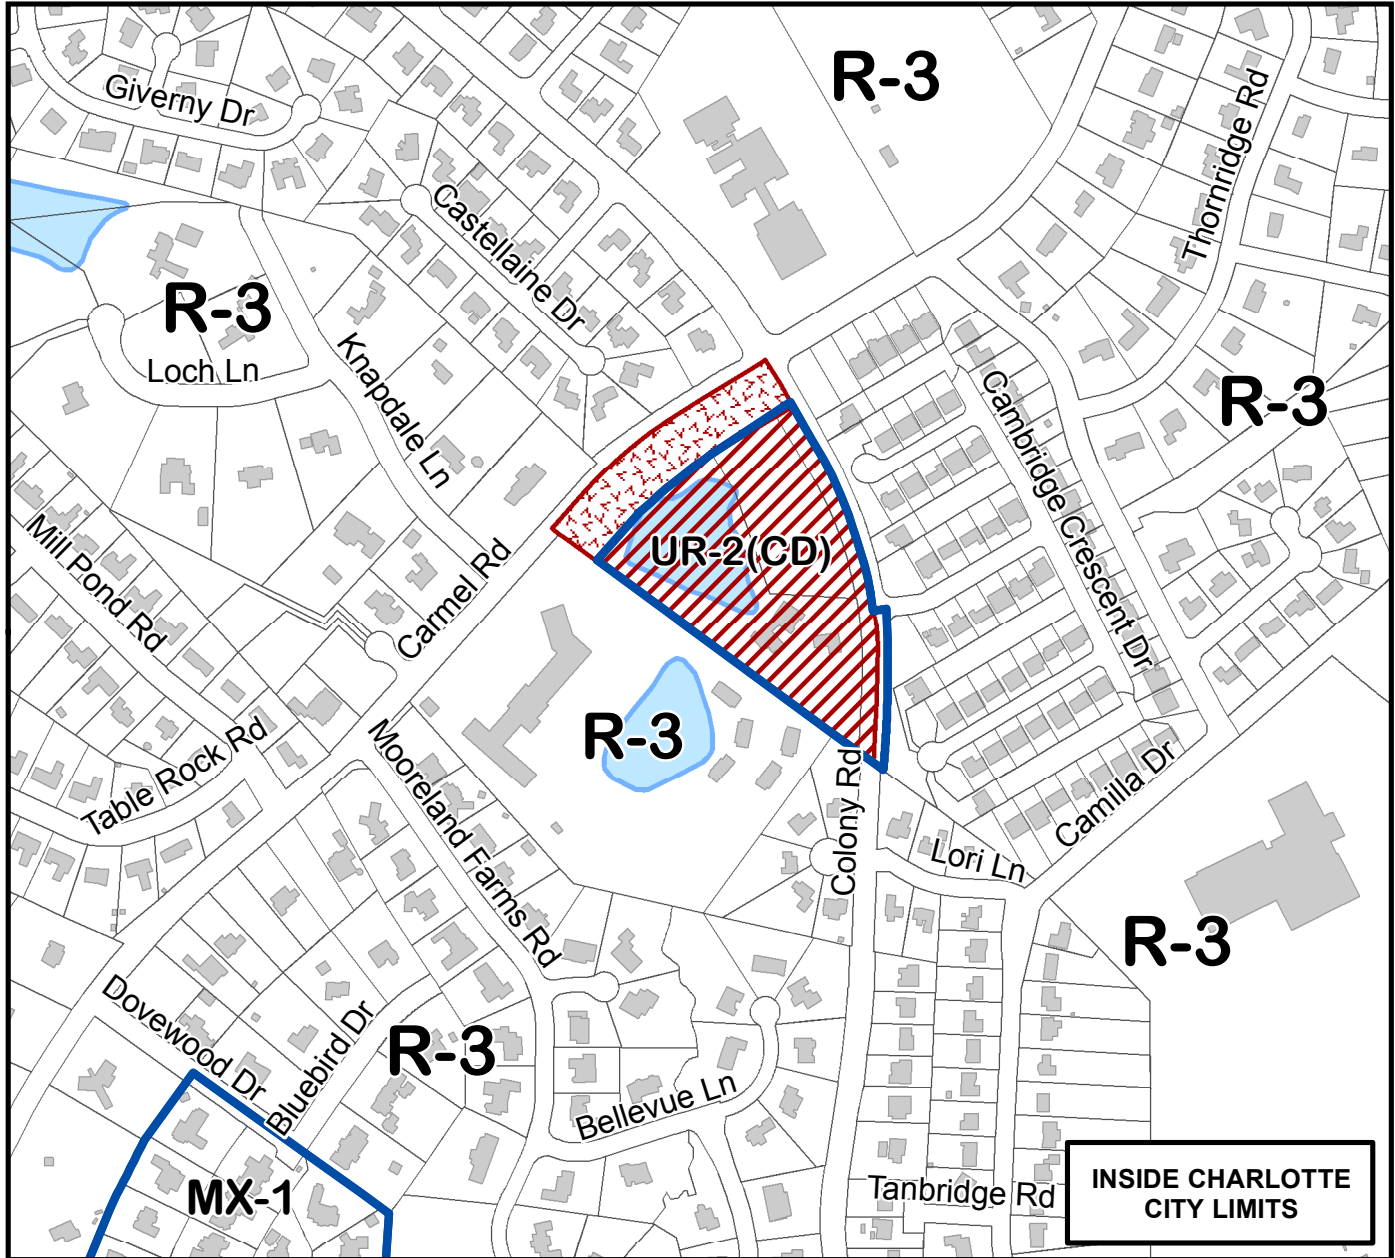 R-3
Giverny Dr
Thornridge Rd
Castellaine Dr
R-3
Loch Ln
Knapdale Ln
Cambridge Crescent Dr
R-3
Mill Pond Rd
Carmel Rd
UR-2(CD)
R-3
Table Rock Rd
Mooreland Farms Rd
Colony Rd
Camilla Dr
Lori Ln
R-3
Dovewood Dr
Bluebird Dr
R-3
Bellevue Ln
MX-1
Tanbridge Rd
INSIDE CHARLOTTE
CITY LIMITS